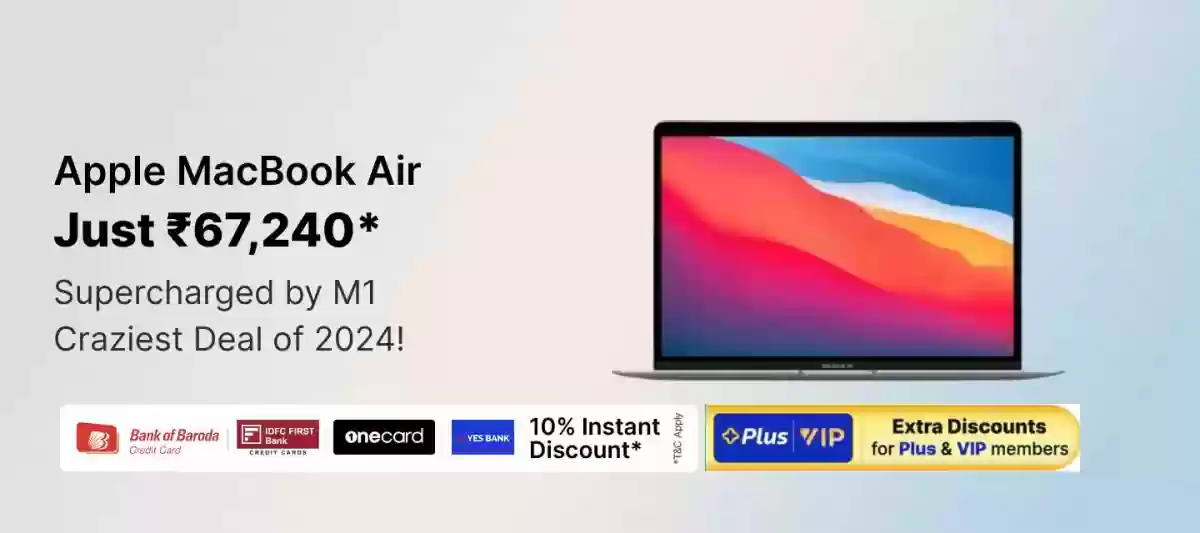 Apple MacBook Air
Just ₹67,240*
Supercharged by M1
Craziest Deal of 2024!
Bank of Baroda
Credit Card
IDFC FIRST
Bank
CREDIT CARDS
onecard
YES BANK
10% Instant
Discount*
*T&C Apply
Plus VIP
Extra Discounts
for Plus & VIP members